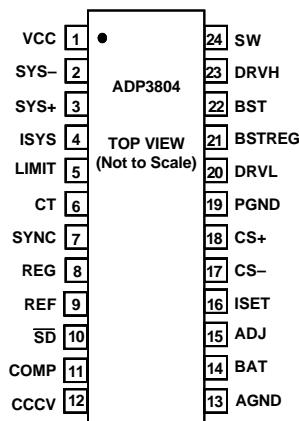 VCC 1 24 SW
SYS– 2 23 DRVH
ADP3804
SYS+ 3 22 BST
ISYS 4 21 BSTREG
TOP VIEW
(Not to Scale)
LIMIT 5 20 DRVL
CT 6 19 PGND
SYNC 7 18 CS+
REG 8 17 CS–
REF 9 16 ISET
SD 10 15 ADJ
COMP 11 14 BAT
CCCV 12 13 AGND